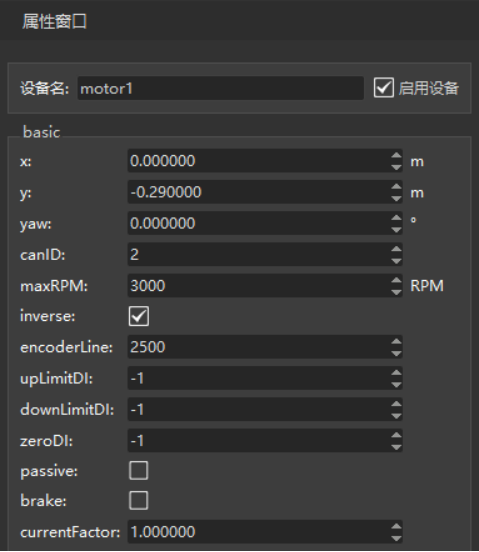 属性窗口
设备名: motor1 启用设备
basic
x: 0.000000 m
y: -0.290000 m
yaw: 0.000000 °
canID: 2
maxRPM: 3000 RPM
inverse:
encoderLine: 2500
upLimitDI: -1
downLimitDI: -1
zeroDI: -1
passive:
brake:
currentFactor: 1.000000